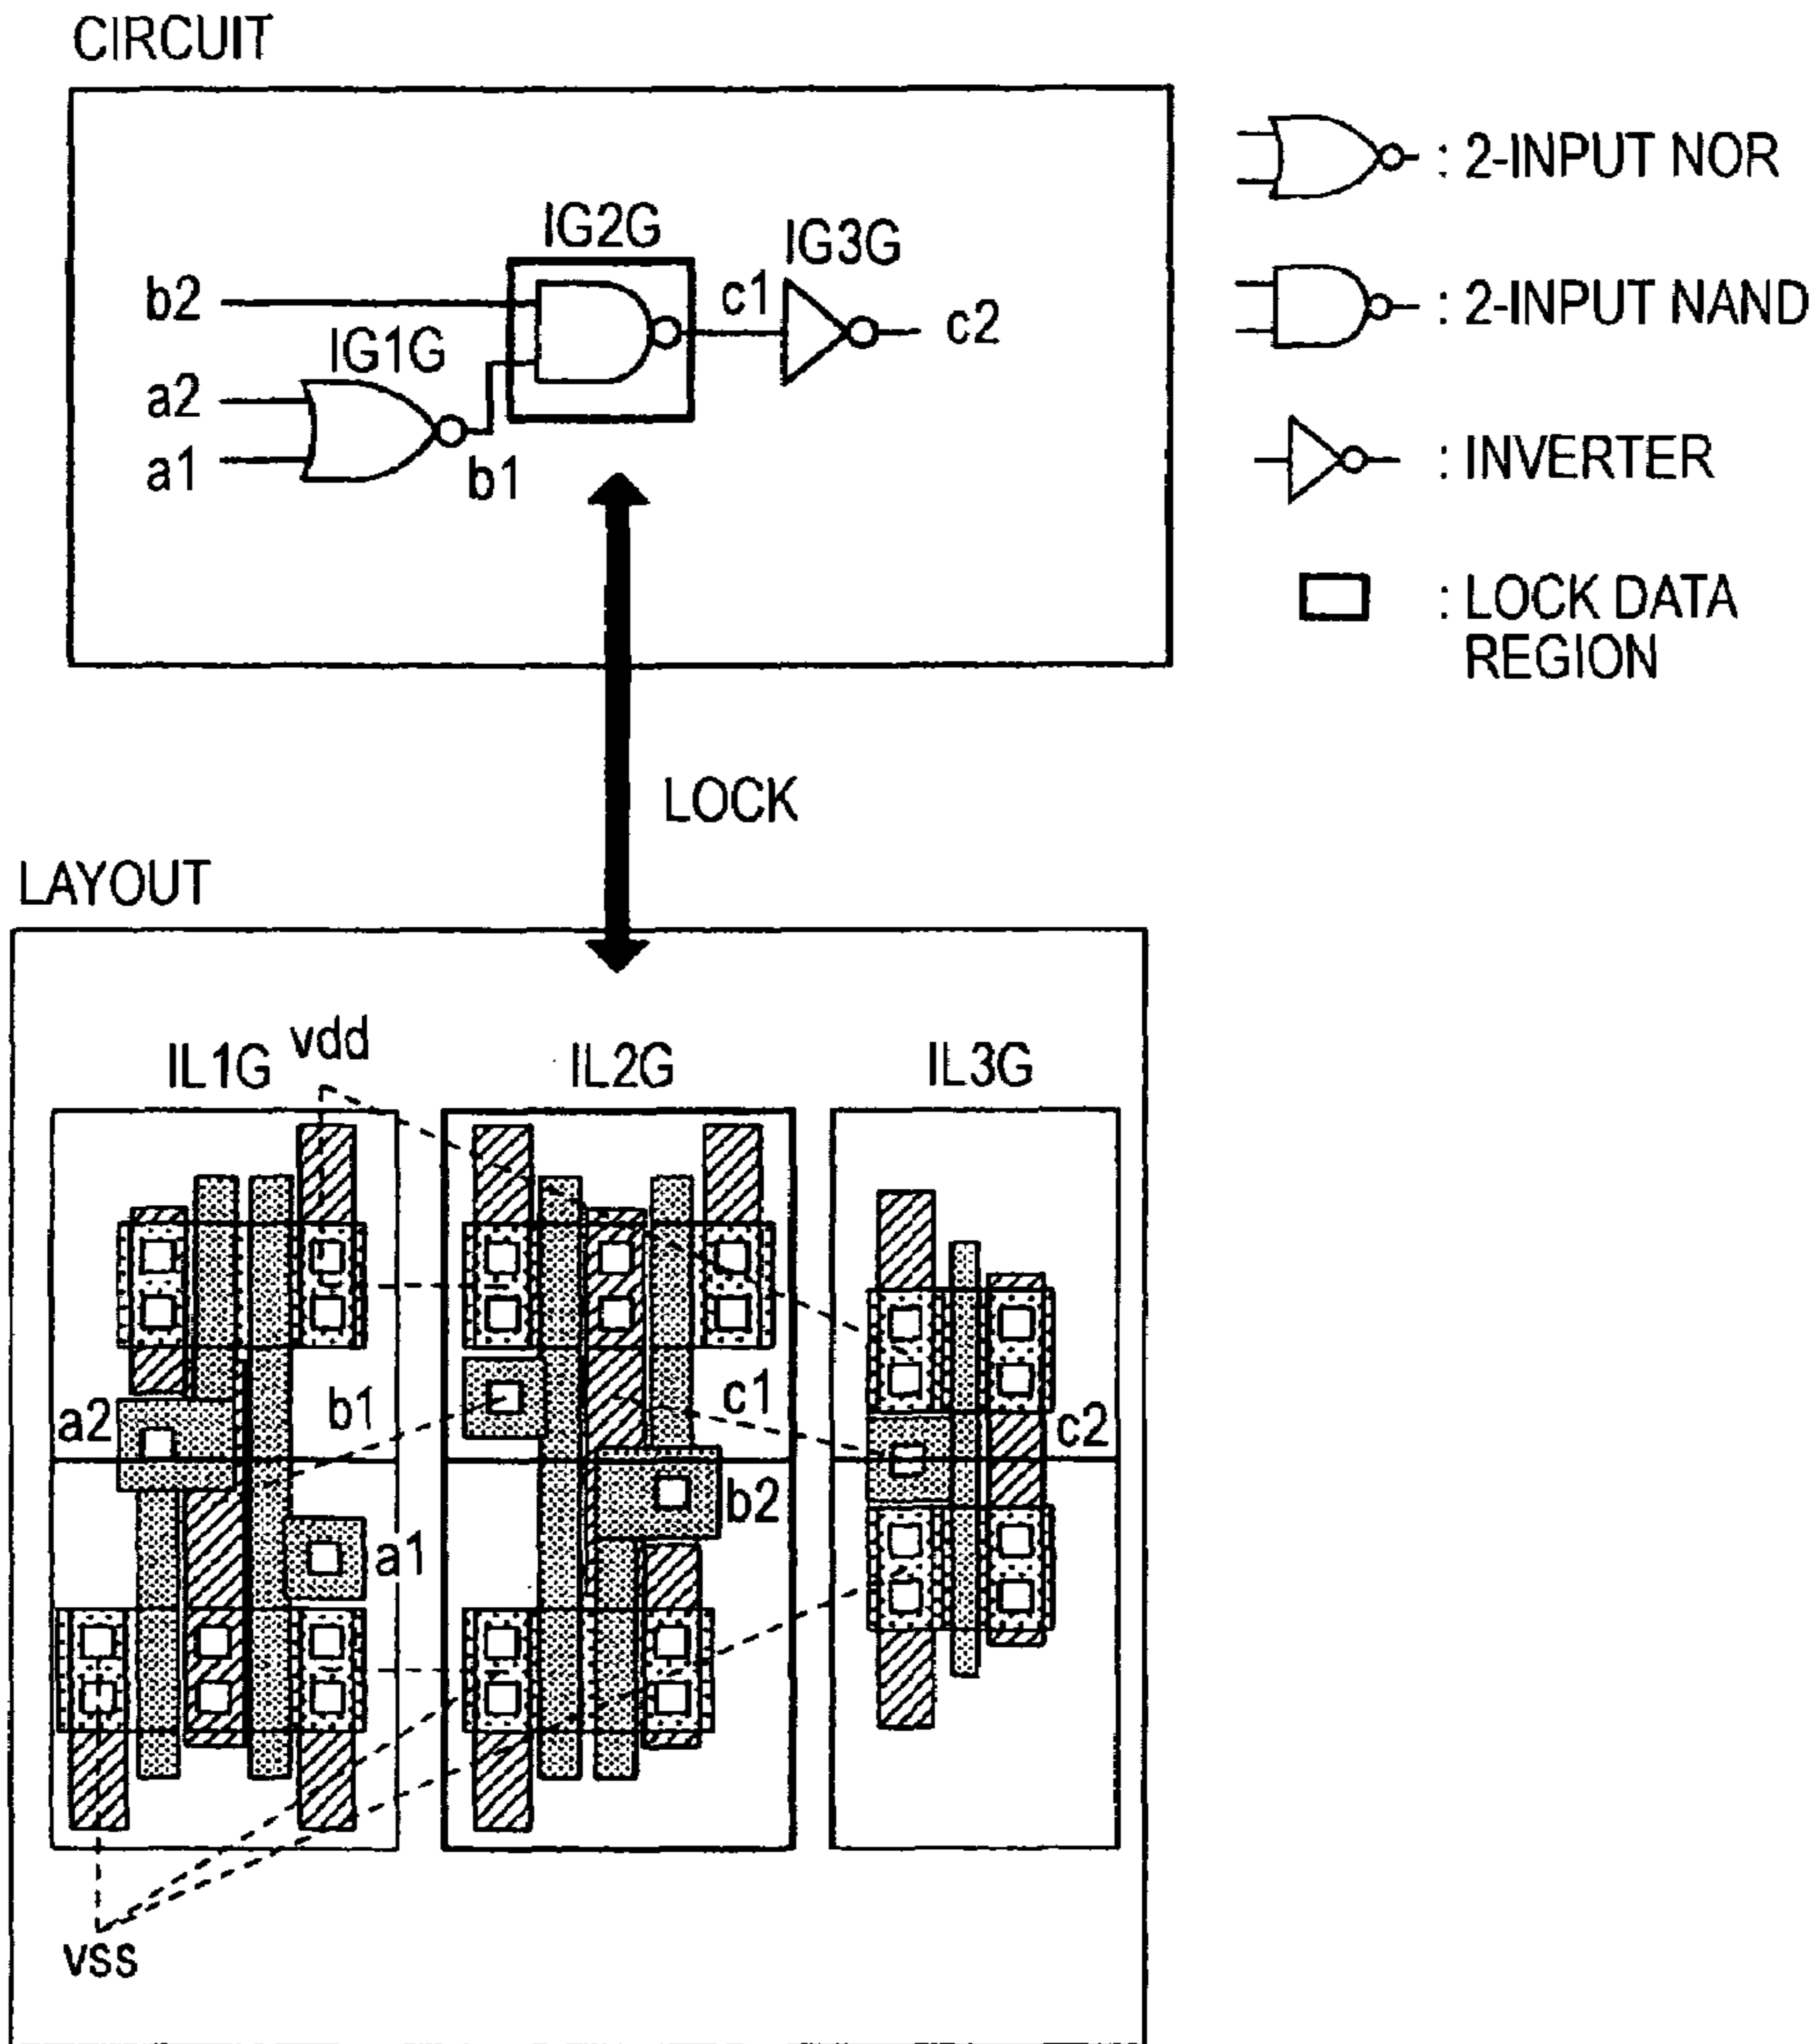 CIRCUIT
IG2G
IG3G
b2
c1
c2
IG1G
a2
a1
b1
: 2-INPUT NOR
: 2-INPUT NAND
: INVERTER
: LOCK DATA
REGION
LOCK
LAYOUT
vdd
IL1G
IL2G
IL3G
a2
b1
c1
c2
b2
a1
vss